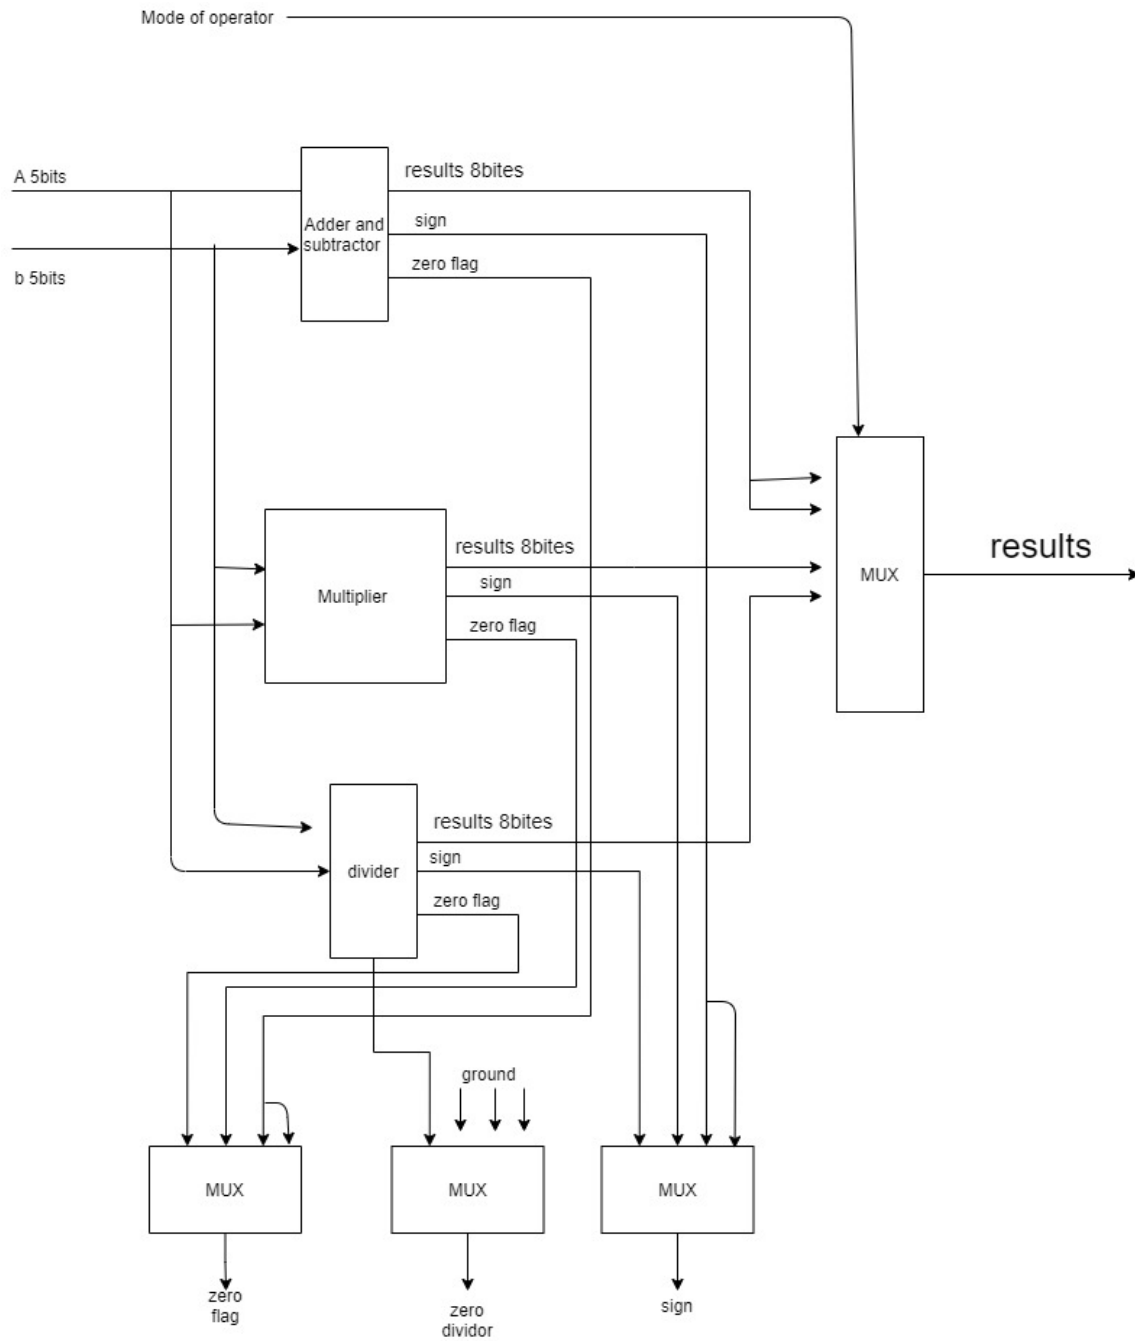 Mode of operator
A 5bits
results 8bites
sign
Adder and
subtractor
zero flag
b 5bits
results 8bites
sign
Multiplier
zero flag
MUX
results
results 8bites
sign
divider
zero flag
ground
MUX
MUX
MUX
zero
flag
zero
dividor
sign